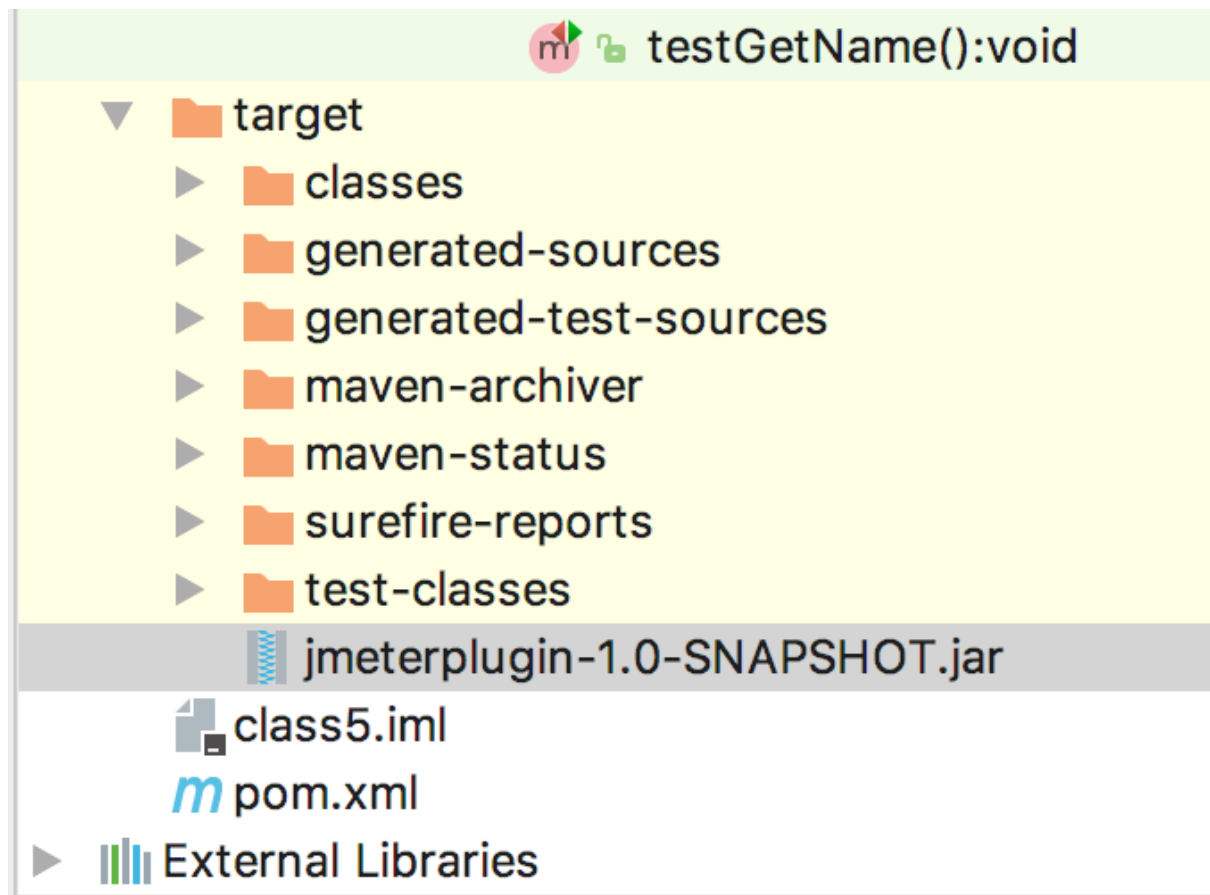 testGetName():void
target
classes
generated-sources
generated-test-sources
maven-archiver
maven-status
surefire-reports
test-classes
jmeterplugin-1.0-SNAPSHOT.jar
class5.iml
pom.xml
External Libraries